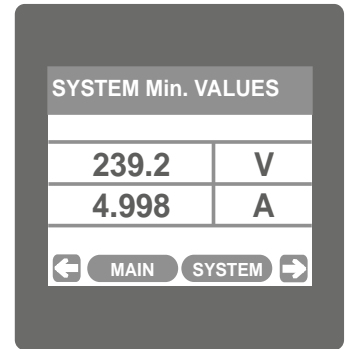 SYSTEM Min. VALUES
239.2 V
4.998 A
MAIN SYSTEM